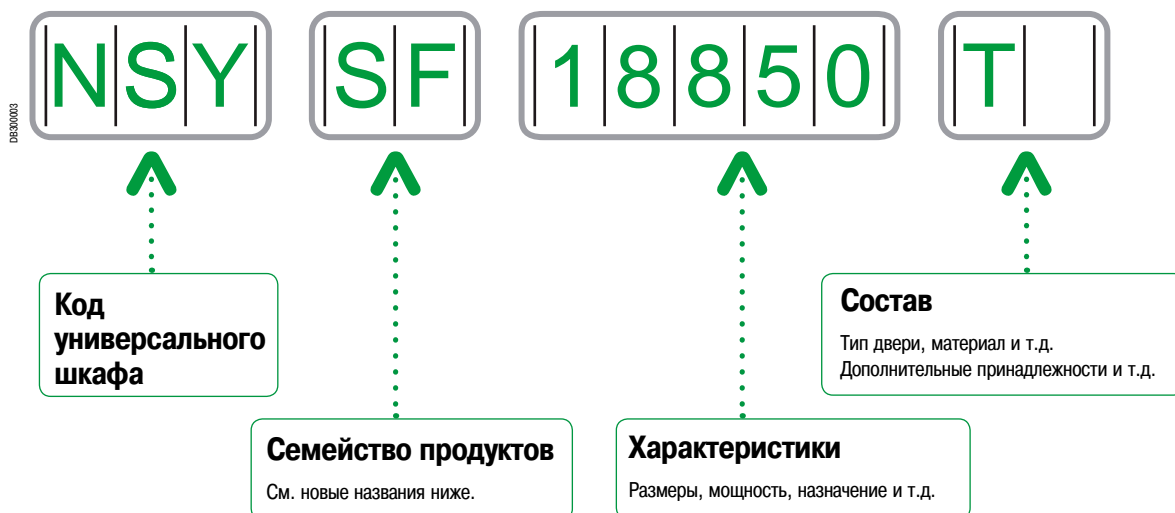 NSY SF 18850 T
DB300003
Код
универсального
шкафа
Состав
Тип двери, материал и т.д.
Дополнительные принадлежности и т.д.
Семейство продуктов
См. новые названия ниже.
Характеристики
Размеры, мощность, назначение и т.д.